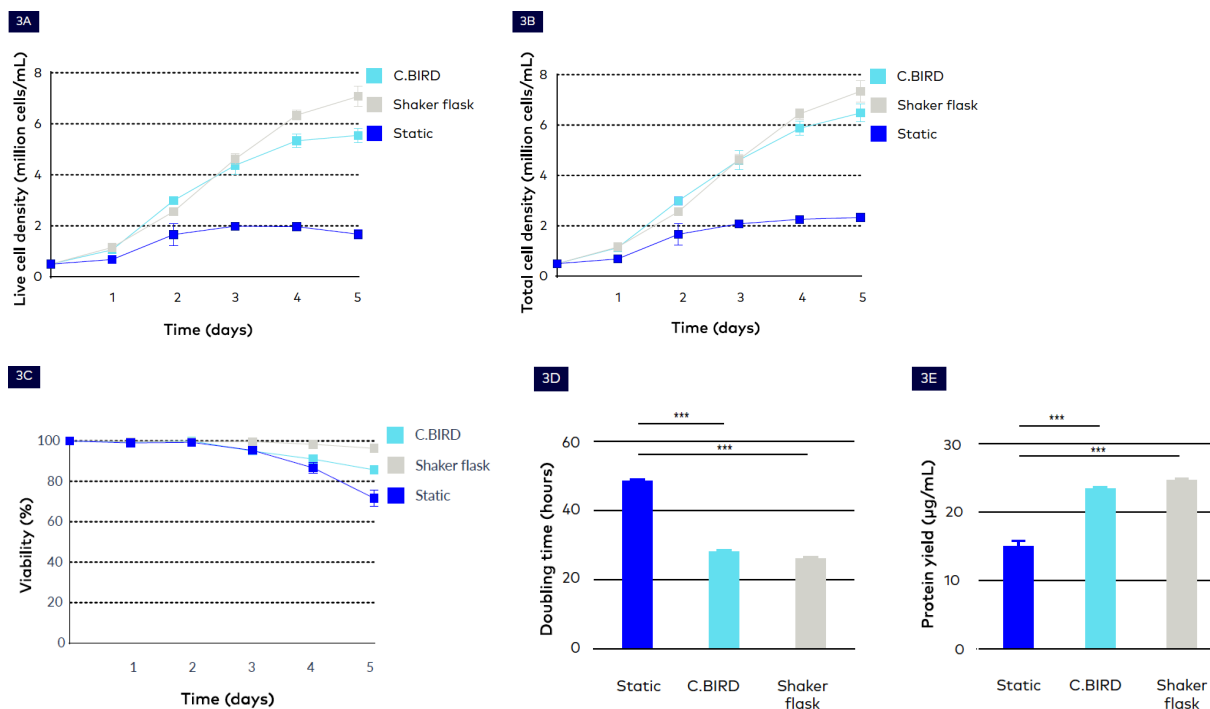 3A
Live cell density (million cells/mL)
8
6
4
2
0
1 2 3 4 5
Time (days)
C.BIRD
Shaker flask
Static
3B
Total cell density (million cells/mL)
8
6
4
2
0
1 2 3 4 5
Time (days)
C.BIRD
Shaker flask
Static
3C
Viability (%)
100
80
60
40
20
0
1 2 3 4 5
Time (days)
C.BIRD
Shaker flask
Static
3D
***
***
Doubling time (hours)
60
40
20
0
Static C.BIRD Shaker
flask
3E
***
***
Protein yield (µg/mL)
30
20
10
0
Static C.BIRD Shaker
flask